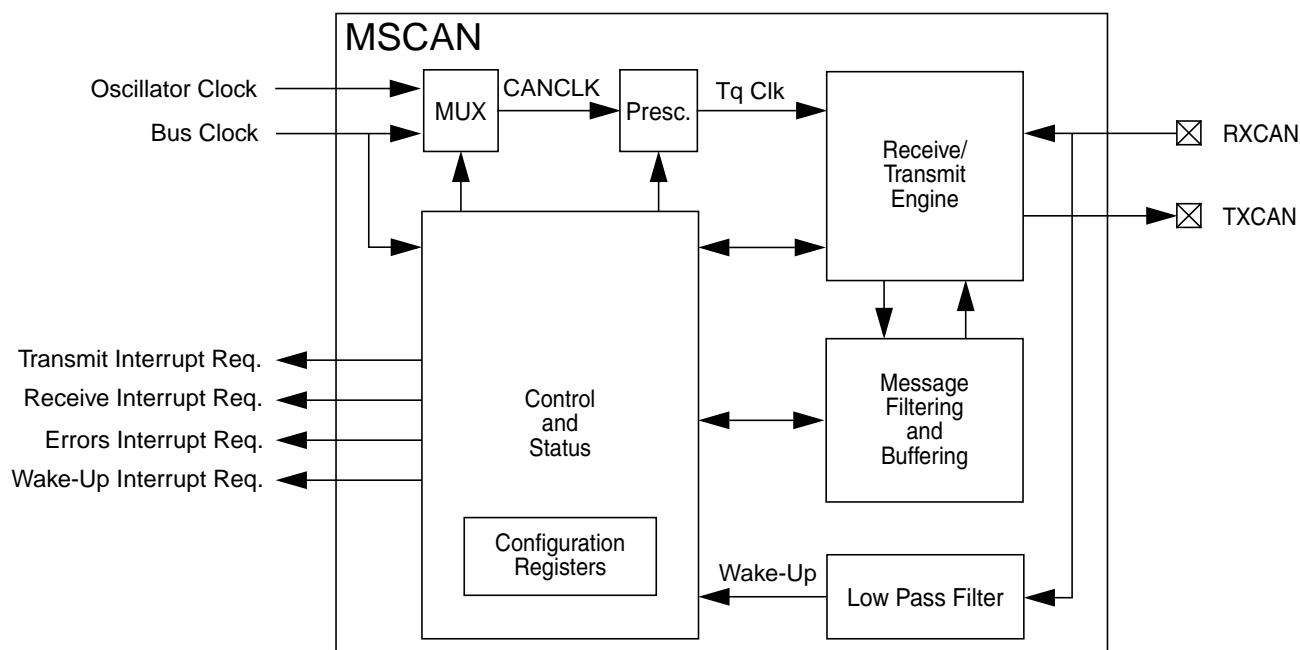 MSCAN
Oscillator Clock
Bus Clock
MUX
CANCLK
Presc.
Tq Clk
Receive/
Transmit
Engine
RXCAN
TXCAN
Transmit Interrupt Req.
Receive Interrupt Req.
Errors Interrupt Req.
Wake-Up Interrupt Req.
Control
and
Status
Message
Filtering
and
Buffering
Configuration
Registers
Wake-Up
Low Pass Filter